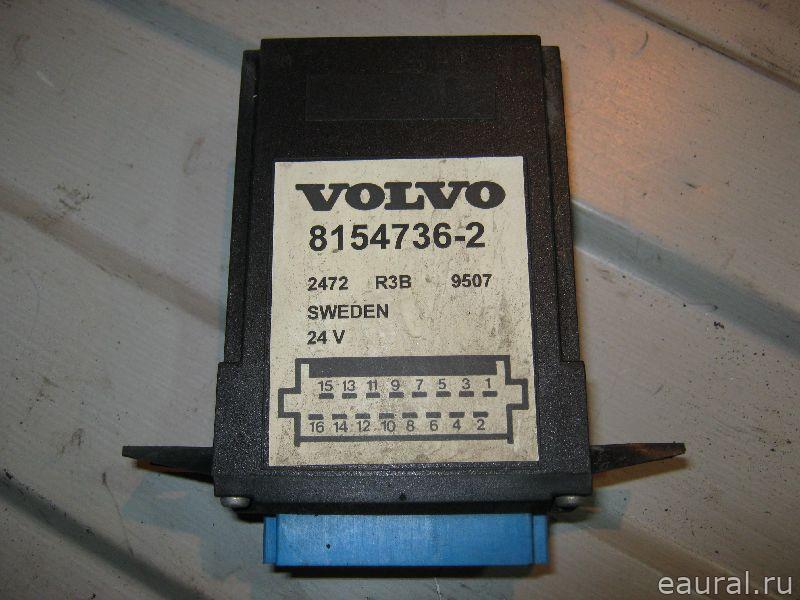 VOLVO
8154736-2
2472 R3B 9507
SWEDEN
24 V
15 13 11 9 7 5 3 1
16 14 12 10 8 6 4 2
eaural.ru